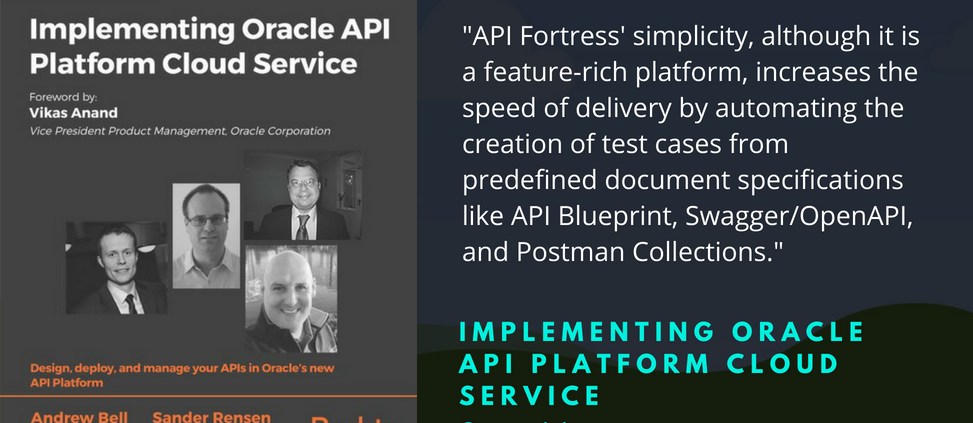 Implementing Oracle API
Platform Cloud Service
Foreword by:
Vikas Anand
Vice President Product Management, Oracle Corporation
Design, deploy, and manage your APIs in Oracle's new
API Platform
Andrew Bell    Sander Rensen
"API Fortress' simplicity, although it is
a feature-rich platform, increases the
speed of delivery by automating the
creation of test cases from
predefined document specifications
like API Blueprint, Swagger/OpenAPI,
and Postman Collections."
IMPLEMENTING ORACLE
API PLATFORM CLOUD
SERVICE